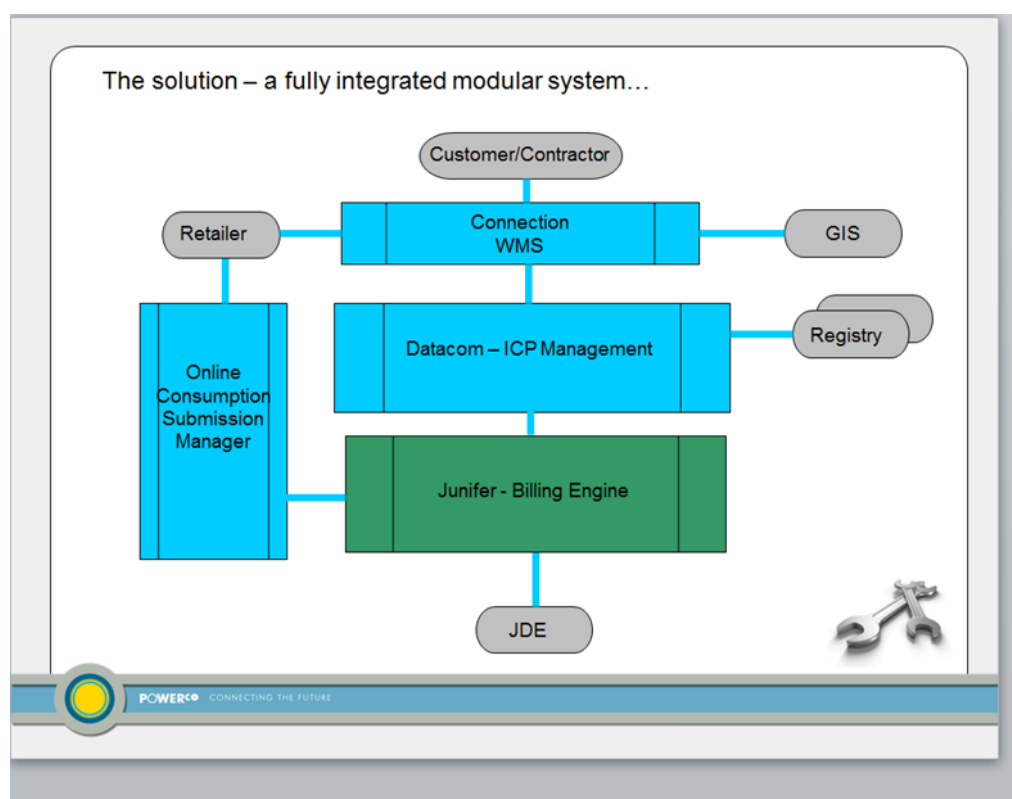 The solution – a fully integrated modular system…
Customer/Contractor
Retailer
Connection
WMS
GIS
Registry
Datacom – ICP Management
Online
Consumption
Submission
Manager
Junifer - Billing Engine
JDE
POWERCO CONNECTING THE FUTURE